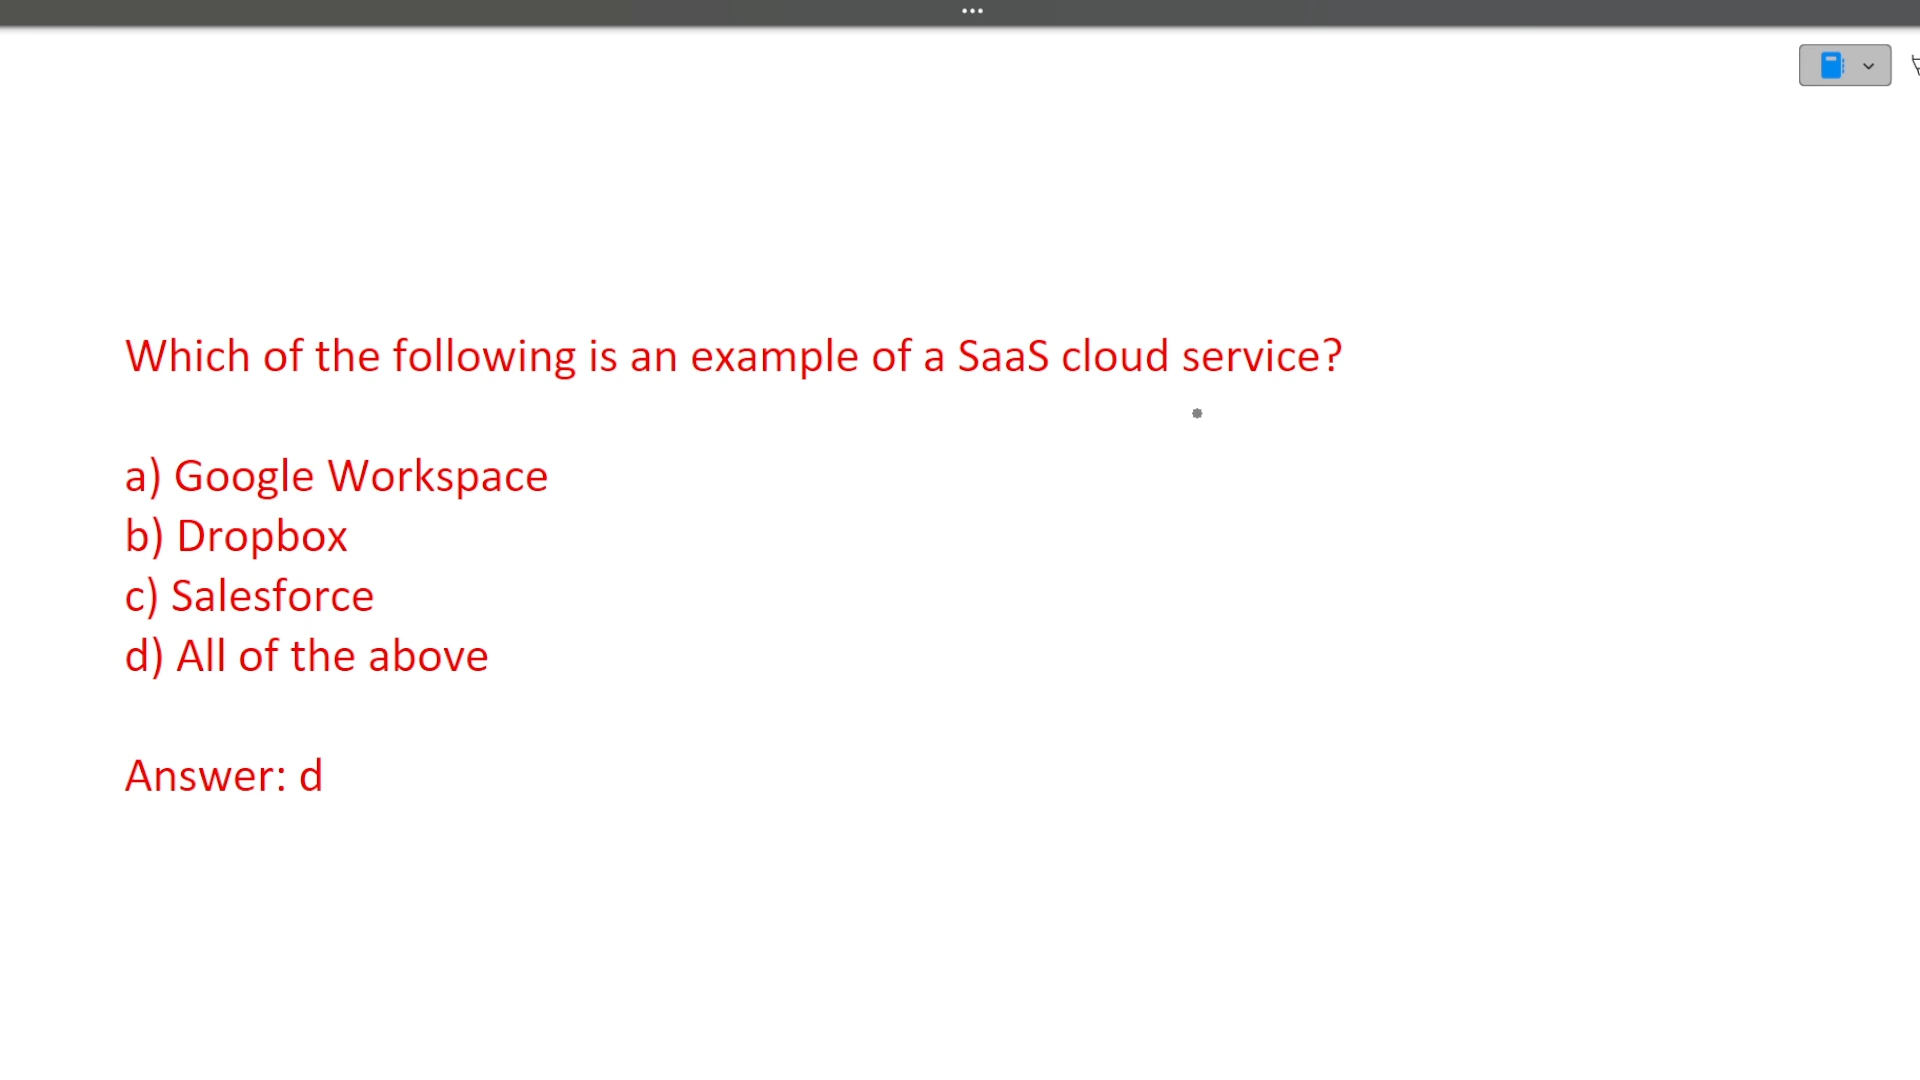 Which of the following is an example of a SaaS cloud service?
a) Google Workspace
b) Dropbox
c) Salesforce
d) All of the above
Answer: d